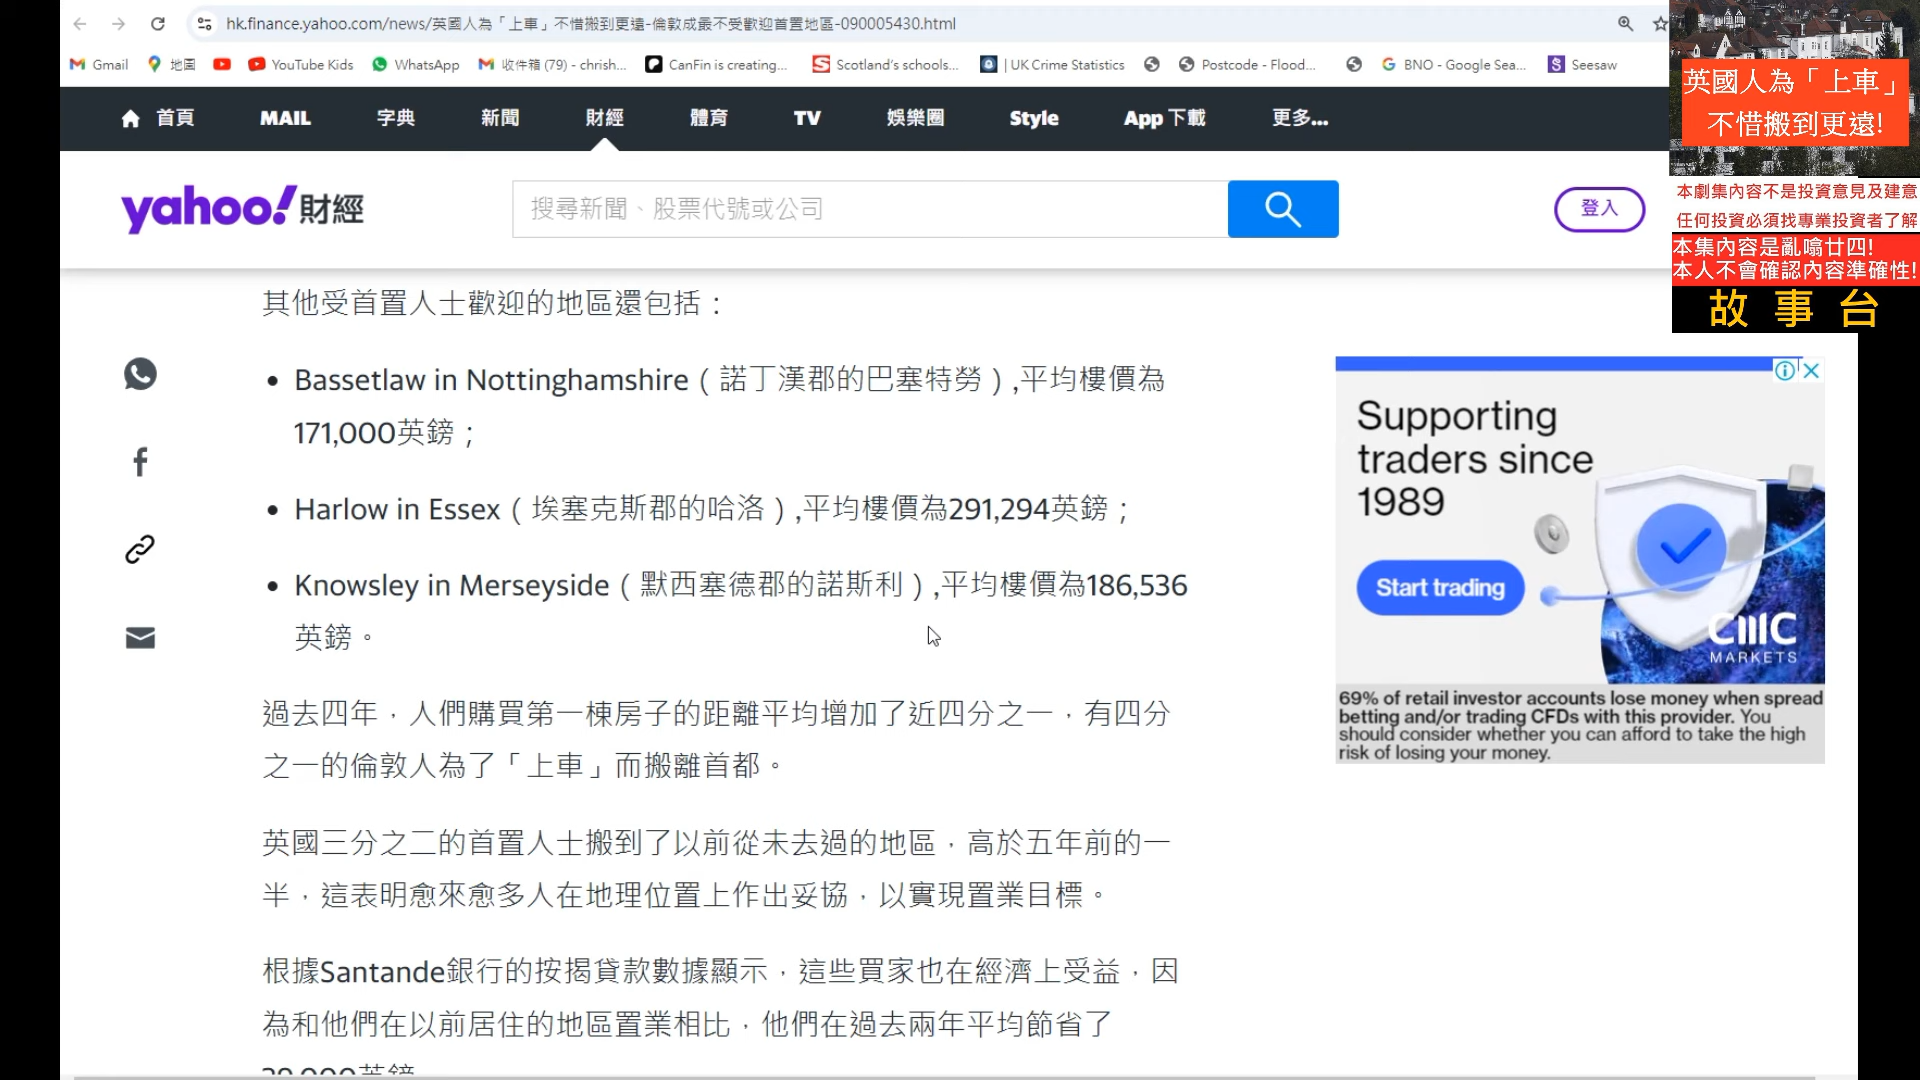 hk.finance.yahoo.com/news/英國人為「上車」不惜搬到更遠-倫敦成最不受歡迎首置地區-090005430.html
Gmail
地圖
YouTube Kids
WhatsApp
收件箱 (79) - chrish...
CanFin is creating...
Scotland's schools...
| UK Crime Statistics
Postcode - Flood...
BNO - Google Sea...
Seesaw
首頁
MAIL
字典
新聞
財經
體育
TV
娛樂圈
Style
App 下載
更多...
yahoo!財經
搜尋新聞、股票代號或公司
登入
英國人為「上車」
不惜搬到更遠!
本劇集內容不是投資意見及建意
任何投資必須找專業投資者了解
本集內容是亂噏廿四!
本人不會確認內容準確性!
故事台
其他受首置人士歡迎的地區還包括：
• Bassetlaw in Nottinghamshire（諾丁漢郡的巴塞特勞）,平均樓價為
171,000英鎊；
• Harlow in Essex（埃塞克斯郡的哈洛）,平均樓價為291,294英鎊；
• Knowsley in Merseyside（默西塞德郡的諾斯利）,平均樓價為186,536
英鎊。
過去四年，人們購買第一棟房子的距離平均增加了近四分之一，有四分
之一的倫敦人為了「上車」而搬離首都。
英國三分之二的首置人士搬到了以前從未去過的地區，高於五年前的一
半，這表明愈來愈多人在地理位置上作出妥協，以實現置業目標。
根據Santande銀行的按揭貸款數據顯示，這些買家也在經濟上受益，因
為和他們在以前居住的地區置業相比，他們在過去兩年平均節省了
Supporting
traders since
1989
Start trading
CMC
MARKETS
69% of retail investor accounts lose money when spread
betting and/or trading CFDs with this provider. You
should consider whether you can afford to take the high
risk of losing your money.